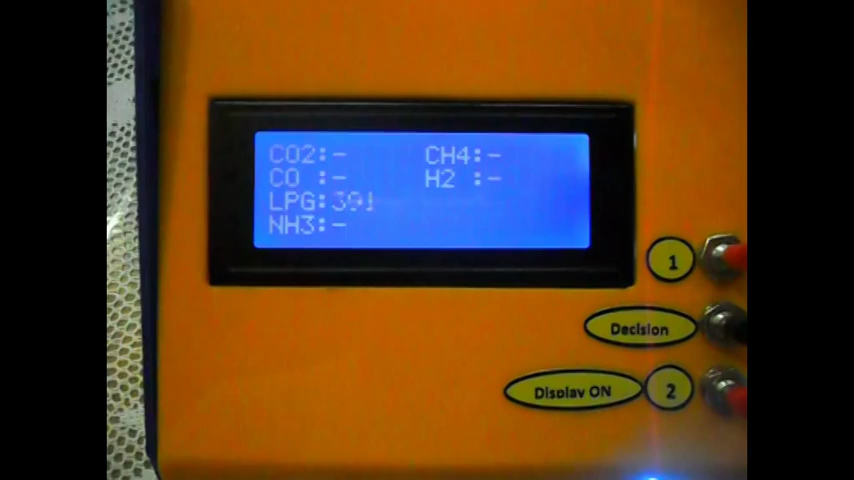 CO2:- CH4:-
CO :- H2 :-
LPG:391
NH3:-
1
Decision
Display ON 2